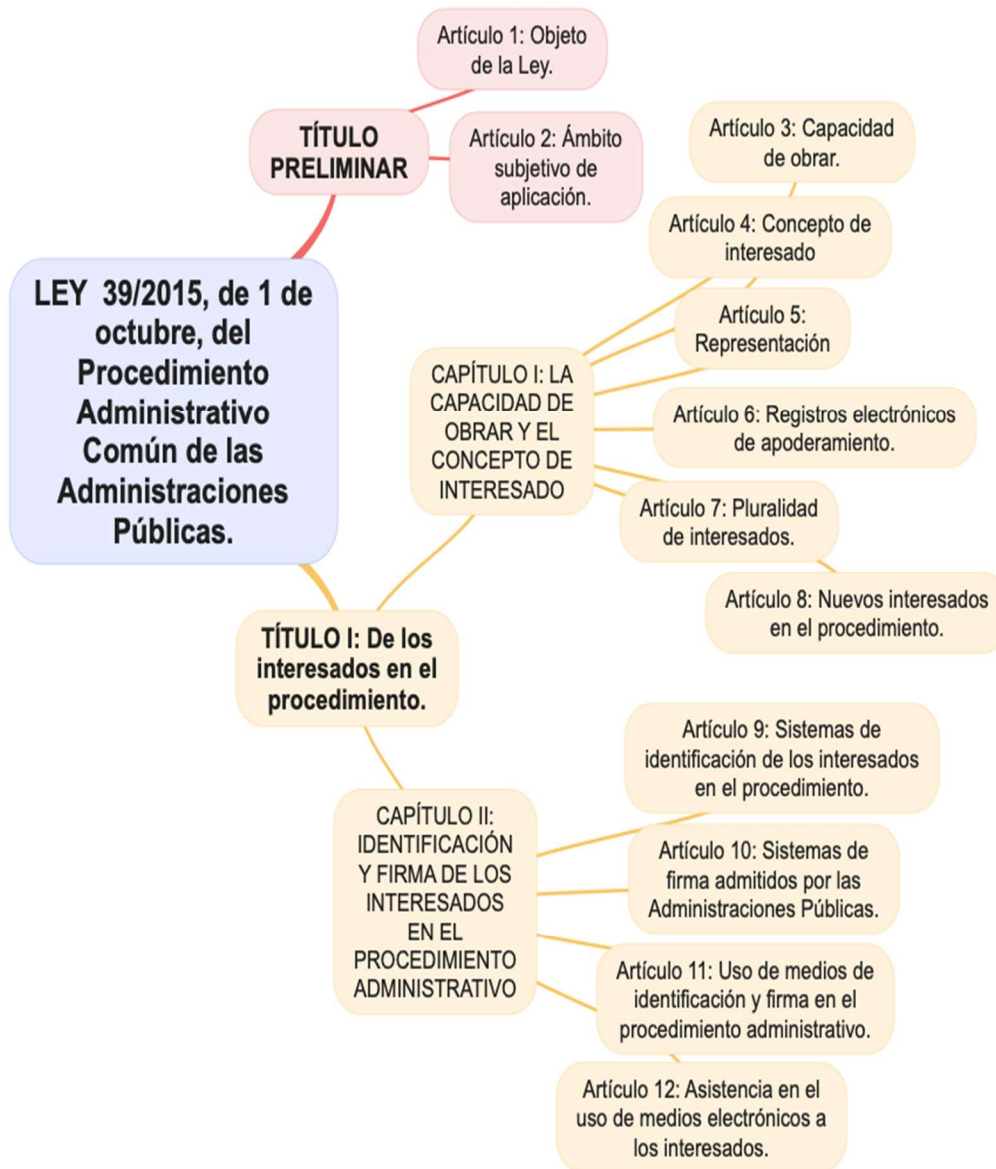 LEY 39/2015, de 1 de
octubre, del
Procedimiento
Administrativo
Común de las
Administraciones
Públicas.
TÍTULO
PRELIMINAR
Artículo 1: Objeto
de la Ley.
Artículo 2: Ámbito
subjetivo de
aplicación.
TÍTULO I: De los
interesados en el
procedimiento.
CAPÍTULO I: LA
CAPACIDAD DE
OBRAR Y EL
CONCEPTO DE
INTERESADO
Artículo 3: Capacidad
de obrar.
Artículo 4: Concepto de
interesado
Artículo 5:
Representación
Artículo 6: Registros electrónicos
de apoderamiento.
Artículo 7: Pluralidad
de interesados.
Artículo 8: Nuevos interesados
en el procedimiento.
CAPÍTULO II:
IDENTIFICACIÓN
Y FIRMA DE LOS
INTERESADOS
EN EL
PROCEDIMIENTO
ADMINISTRATIVO
Artículo 9: Sistemas de
identificación de los interesados
en el procedimiento.
Artículo 10: Sistemas de
firma admitidos por las
Administraciones Públicas.
Artículo 11: Uso de medios de
identificación y firma en el
procedimiento administrativo.
Artículo 12: Asistencia en el
uso de medios electrónicos a
los interesados.